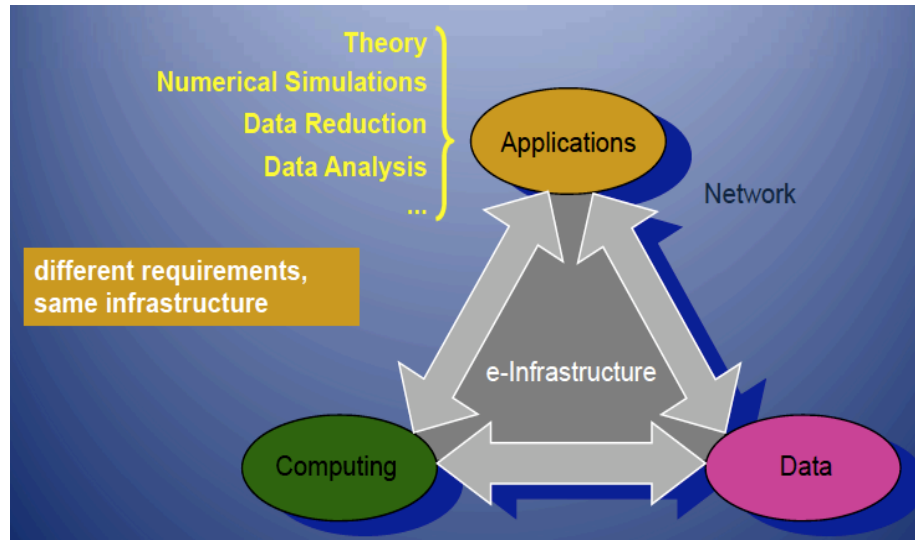 Theory
Numerical Simulations
Data Reduction
Data Analysis
...
Applications
Network
different requirements,
same infrastructure
e-Infrastructure
Computing
Data